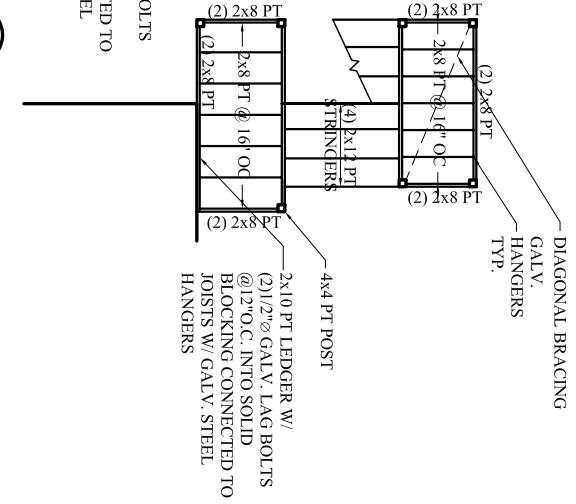 DIAGONAL BRACING
GALV.
HANGERS
TYP.
(2) 2x8 PT
(2) 2x8 PT
2x8 PT @ 16" OC
(2) 2x8 PT
(4) 2x12 PT
STRINGERS
(2) 2x8 PT
2x8 PT @ 16" OC
(2) 2x8 PT
(2) 2x8 PT
4x4 PT POST
2x10 PT LEDGER W/
(2)1/2"⌀ GALV. LAG BOLTS
@12"O.C. INTO SOLID
BLOCKING CONNECTED TO
JOISTS W/ GALV. STEEL
HANGERS
OLTS
TED TO
EL